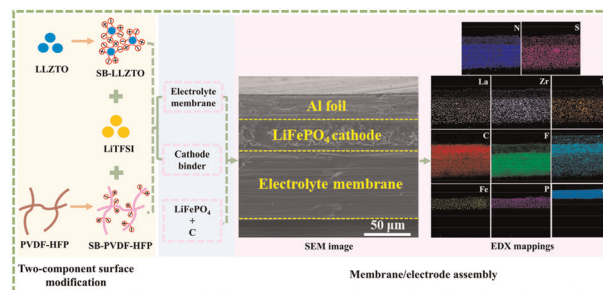 LLZTO
SB-LLZTO
LiTFSI
PVDF-HFP
SB-PVDF-HFP
Two-component surface
modification
Electrolyte
membrane
Cathode
binder
LiFePO₄
+
C
Al foil
LiFePO₄ cathode
Electrolyte membrane
50 μm
SEM image
N
S
La
Zr
C
F
Fe
P
EDX mappings
Membrane/electrode assembly